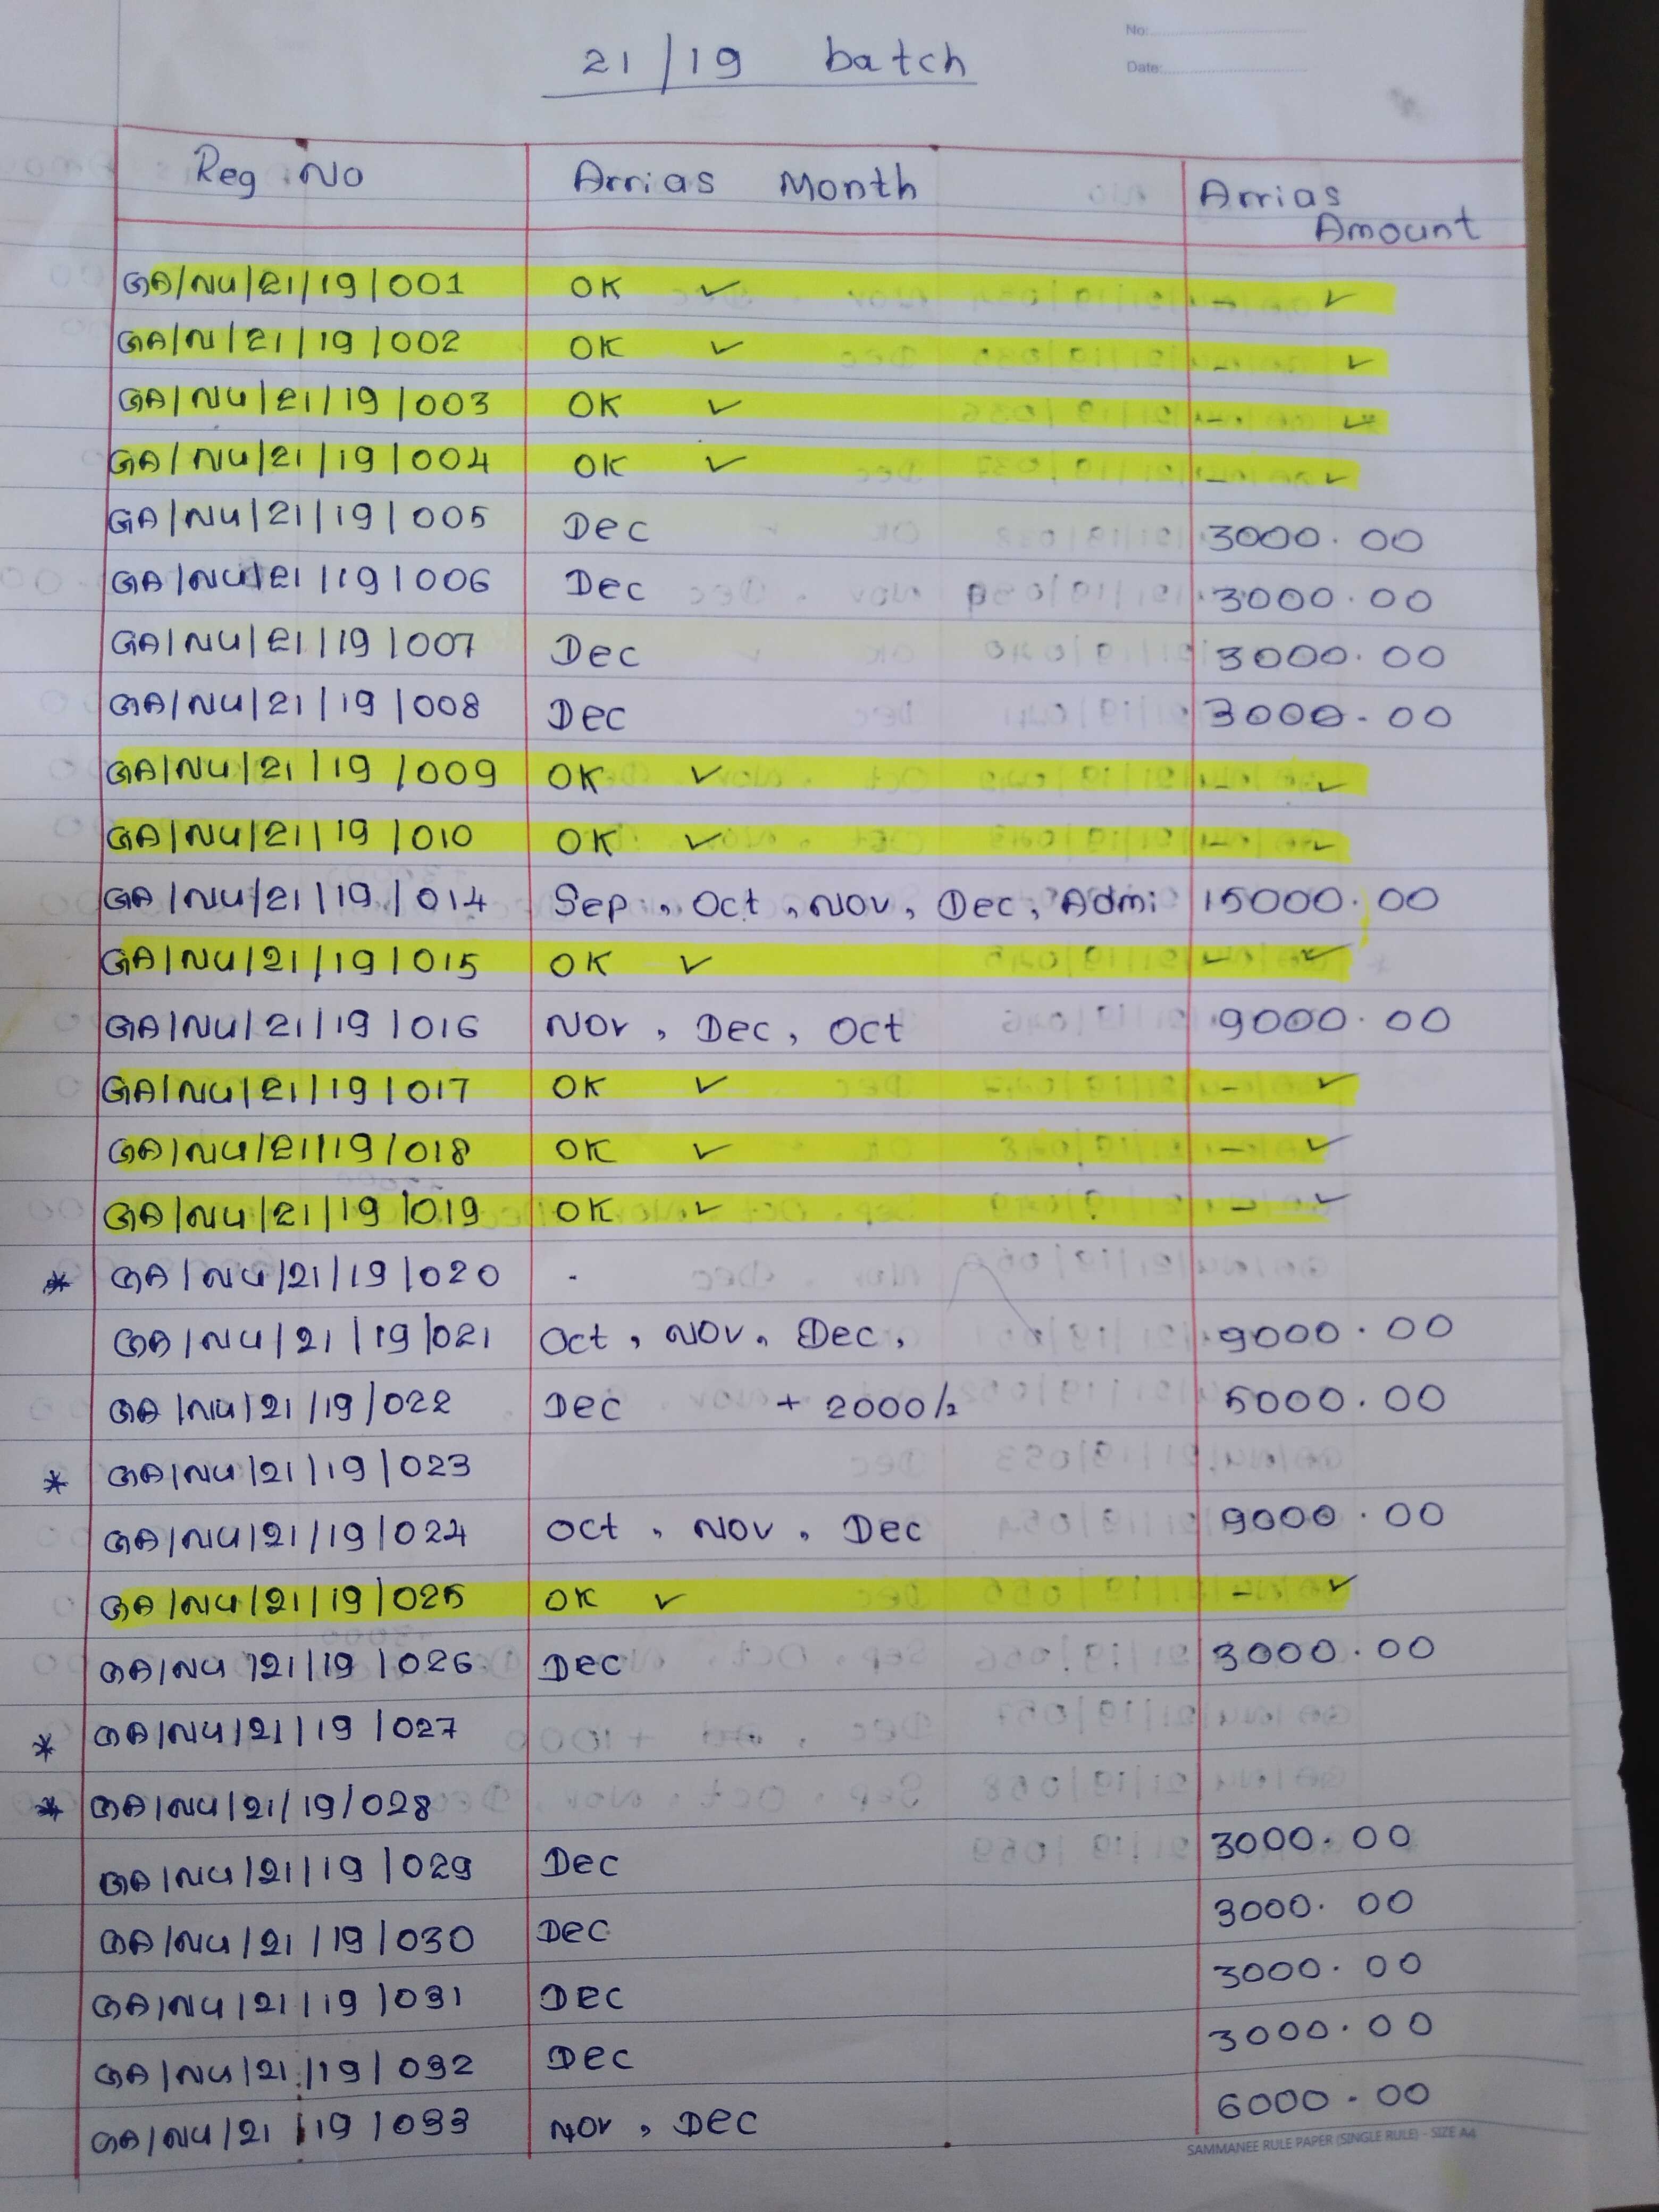 No:
Date:
21/19 batch
Reg No Arrias Month Arrias Amount
GA/NU/21/19/001 OK ✓ - ✓
GA/N/21/19/002 OK ✓ - ✓
GA/NU/21/19/003 OK ✓ - ✓
GA/NU/21/19/004 OK ✓ - ✓
GA/NU/21/19/005 Dec 3000.00
GA/NU/21/19/006 Dec 3000.00
GA/NU/21/19/007 Dec 3000.00
GA/NU/21/19/008 Dec 3000.00
GA/NU/21/19/009 OK ✓ - ✓
GA/NU/21/19/010 OK ✓ - ✓
GA/NU/21/19/014 Sep, Oct, Nov, Dec, Admi 15000.00
GA/NU/21/19/015 OK ✓ - ✓
GA/NU/21/19/016 Nov, Dec, Oct 9000.00
GA/NU/21/19/017 OK ✓ - ✓
GA/NU/21/19/018 OK ✓ - ✓
GA/NU/21/19/019 OK ✓ - ✓
* GA/NU/21/19/020 -
GA/NU/21/19/021 Oct, Nov, Dec, 9000.00
GA/NU/21/19/022 Dec + 2000/= 5000.00
* GA/NU/21/19/023
GA/NU/21/19/024 Oct, Nov, Dec 9000.00
GA/NU/21/19/025 OK ✓ - ✓
GA/NU/21/19/026 Dec 3000.00
* GA/NU/21/19/027
* GA/NU/21/19/028
GA/NU/21/19/029 Dec 3000.00
GA/NU/21/19/030 Dec 3000.00
GA/NU/21/19/031 Dec 3000.00
GA/NU/21/19/032 Dec 3000.00
GA/NU/21/19/033 Nov, Dec 6000.00
SAMMANEE RULE PAPER (SINGLE RULE) - SIZE A4